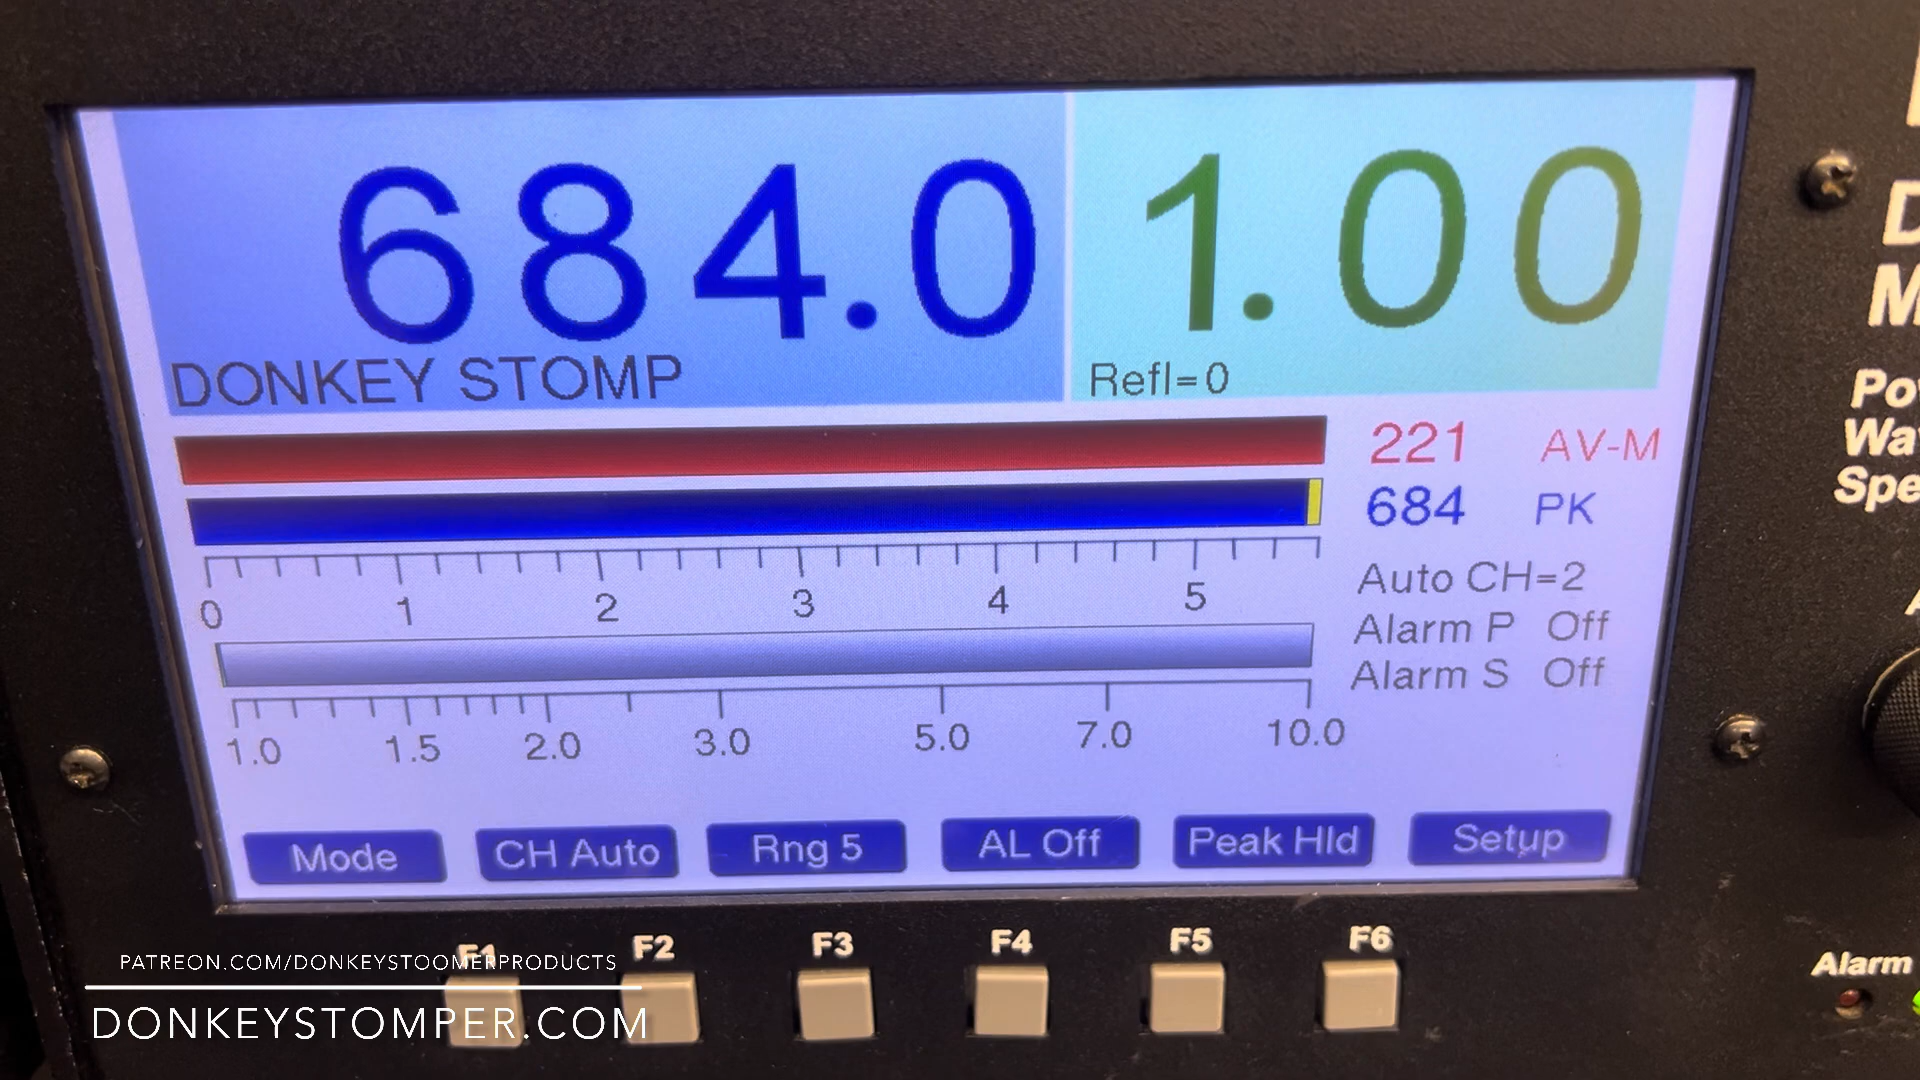 684.0
1.00
DONKEY STOMP
Refl=0
221 AV-M
684 PK
0 1 2 3 4 5
Auto CH=2
Alarm P Off
Alarm S Off
1.0 1.5 2.0 3.0 5.0 7.0 10.0
Mode
CH Auto
Rng 5
AL Off
Peak Hld
Setup
F1 F2 F3 F4 F5 F6
Alarm
PATREON.COM/DONKEYSTOOMERPRODUCTS
DONKEYSTOMPER.COM